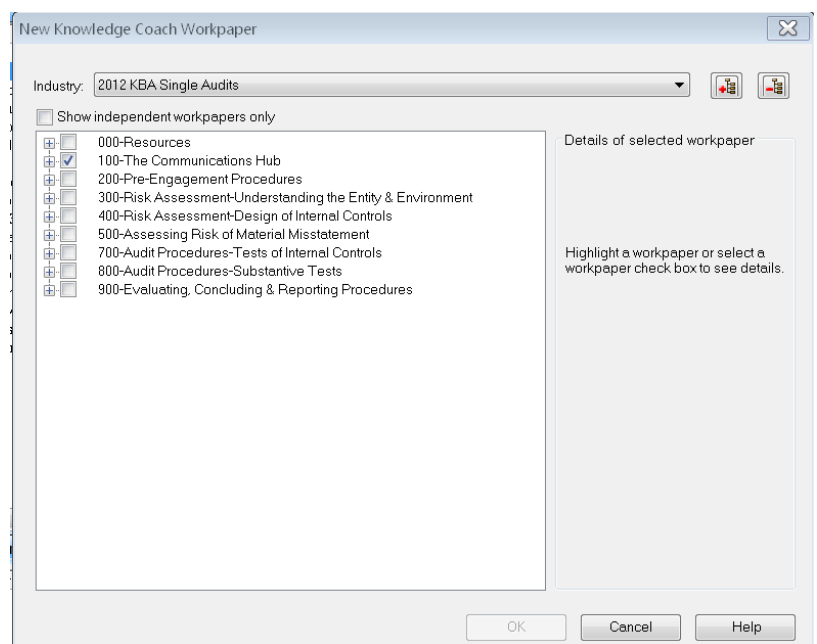 New Knowledge Coach Workpaper
Industry: 2012 KBA Single Audits
Show independent workpapers only
000-Resources
100-The Communications Hub
200-Pre-Engagement Procedures
300-Risk Assessment-Understanding the Entity & Environment
400-Risk Assessment-Design of Internal Controls
500-Assessing Risk of Material Misstatement
700-Audit Procedures-Tests of Internal Controls
800-Audit Procedures-Substantive Tests
900-Evaluating, Concluding & Reporting Procedures
Details of selected workpaper
Highlight a workpaper or select a
workpaper check box to see details.
OK Cancel Help